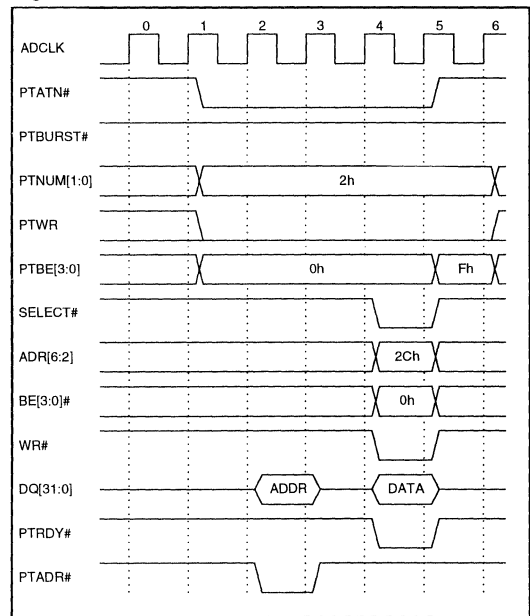 0 1 2 3 4 5 6
ADCLK
PTATN#
PTBURST#
PTNUM[1:0] 2h
PTWR
PTBE[3:0] 0h Fh
SELECT#
ADR[6:2] 2Ch
BE[3:0]# 0h
WR#
DQ[31:0] ADDR DATA
PTRDY#
PTADR#